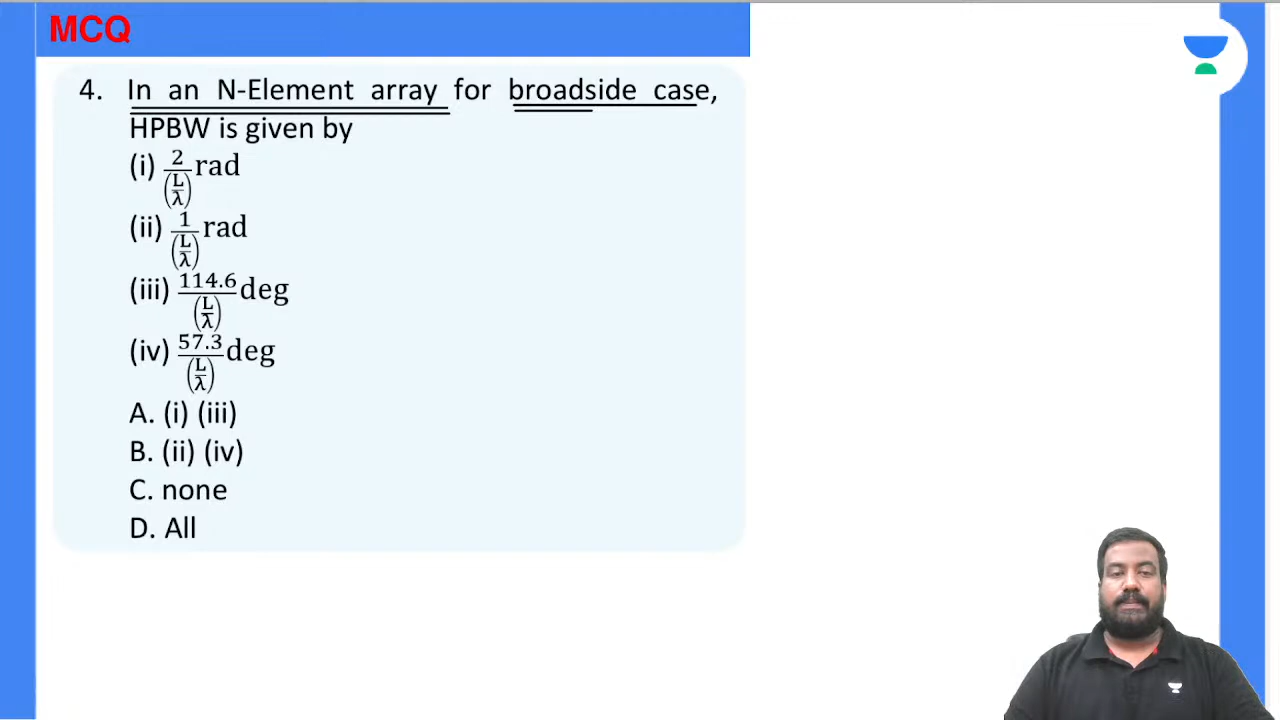 MCQ
4. In an N-Element array for broadside case,
HPBW is given by
(i) 2/(L/λ) rad
(ii) 1/(L/λ) rad
(iii) 114.6/(L/λ) deg
(iv) 57.3/(L/λ) deg
A. (i) (iii)
B. (ii) (iv)
C. none
D. All